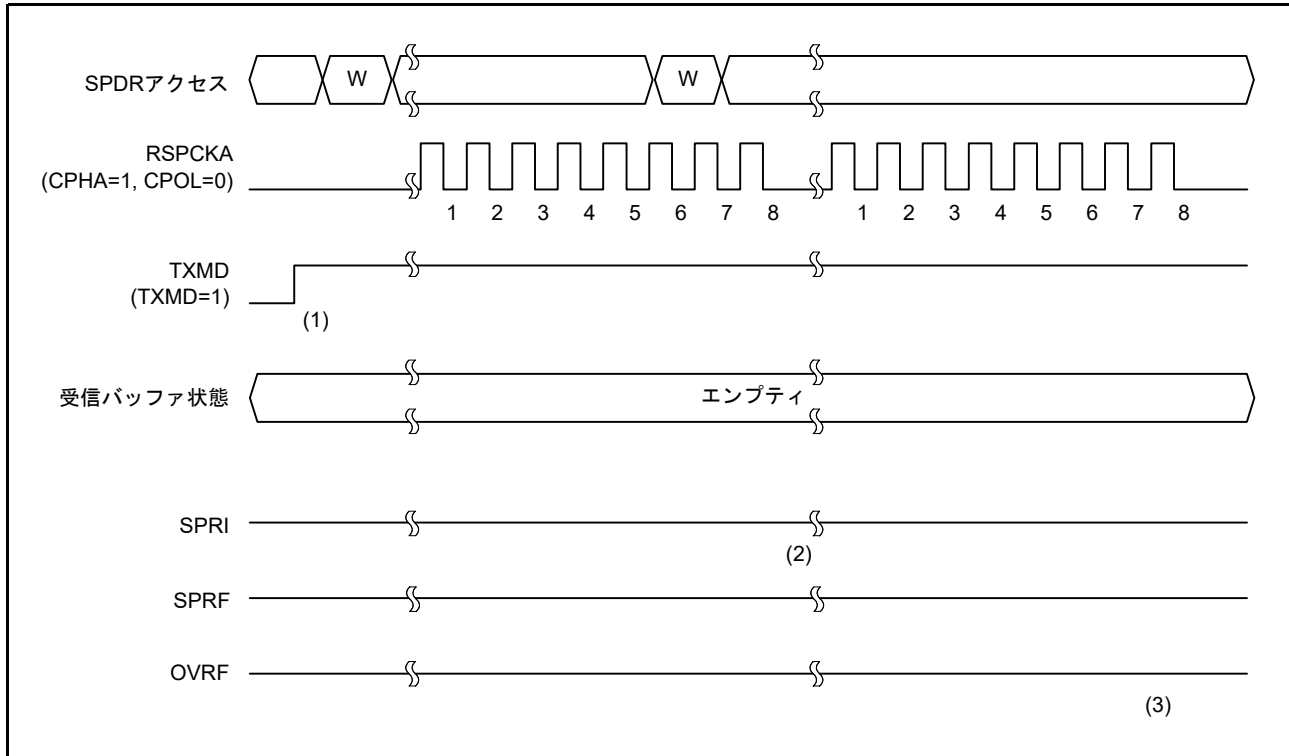 SPDRアクセス W W
RSPCKA
(CPHA=1, CPOL=0)
1 2 3 4 5 6 7 8 1 2 3 4 5 6 7 8
TXMD
(TXMD=1)
(1)
受信バッファ状態 エンプティ
SPRI
(2)
SPRF
OVRF
(3)